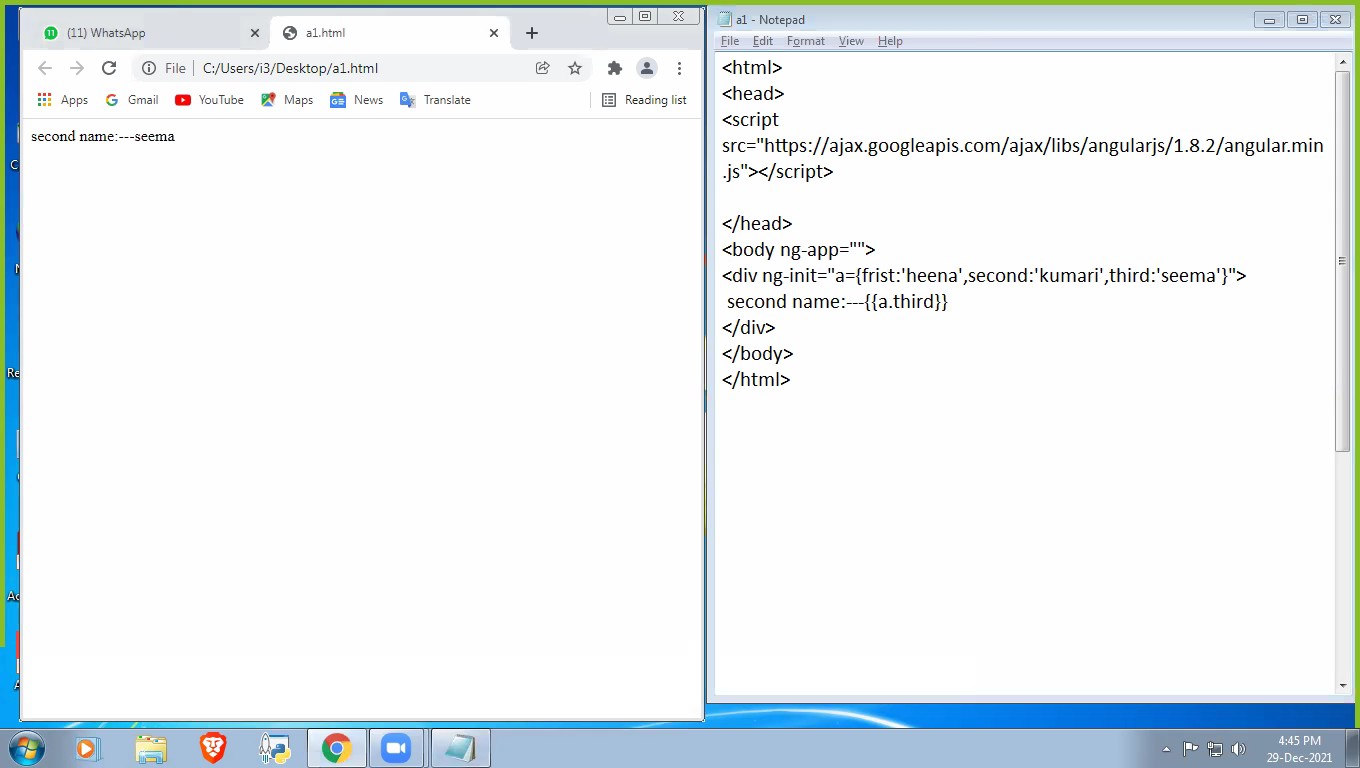 (11) WhatsApp
a1.html
File
C:/Users/i3/Desktop/a1.html
Apps
Gmail
YouTube
Maps
News
Translate
Reading list
second name:---seema
a1 - Notepad
File Edit Format View Help
<html>
<head>
<script
src="https://ajax.googleapis.com/ajax/libs/angularjs/1.8.2/angular.min
.js"></script>
</head>
<body ng-app="">
<div ng-init="a={frist:'heena',second:'kumari',third:'seema'}">
second name:---{{a.third}}
</div>
</body>
</html>
4:45 PM
29-Dec-2021